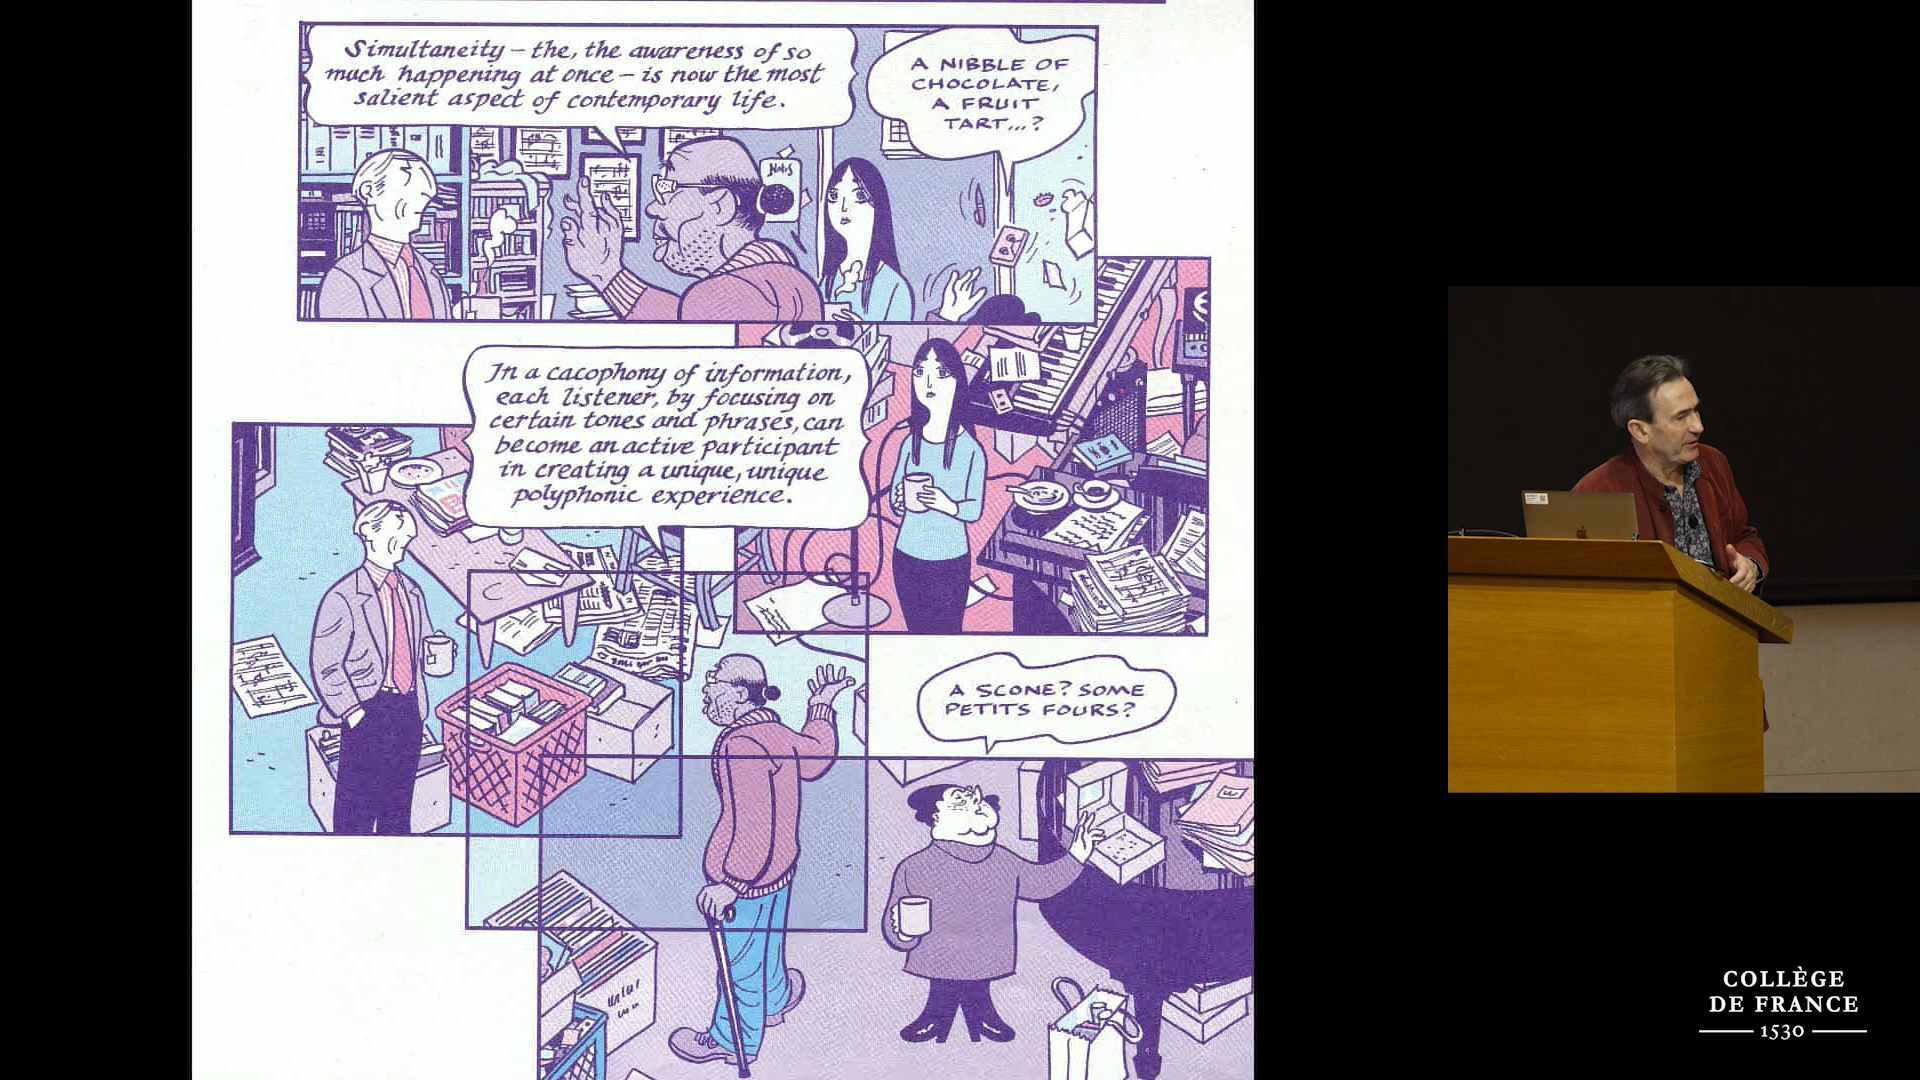 Simultaneity – the, the awareness of so
much happening at once – is now the most
salient aspect of contemporary life.
A NIBBLE OF
CHOCOLATE,
A FRUIT
TART...?
In a cacophony of information,
each listener, by focusing on
certain tones and phrases, can
become an active participant
in creating a unique, unique
polyphonic experience.
A SCONE? SOME
PETITS FOURS?
COLLÈGE
DE FRANCE
1530